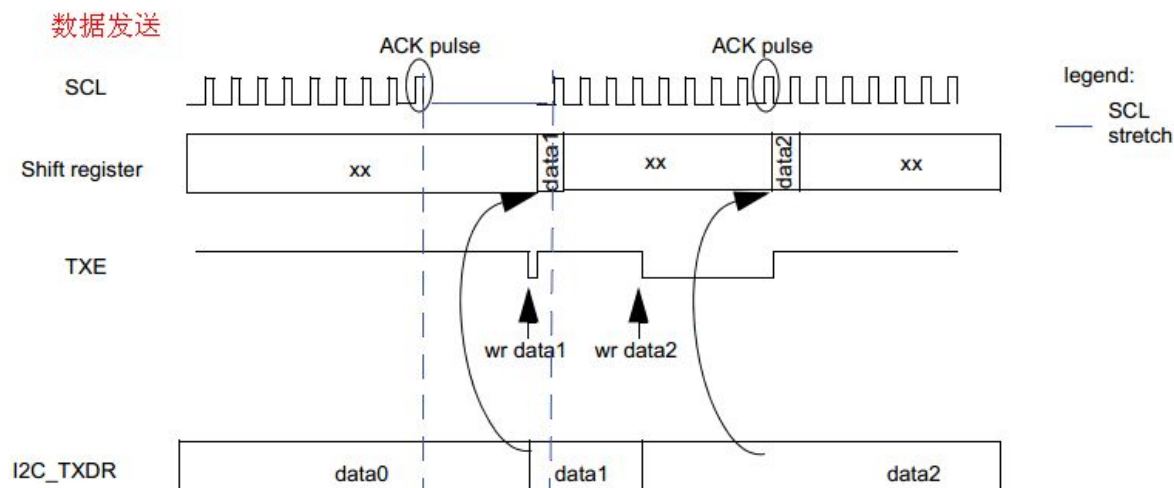 数据发送
ACK pulse
ACK pulse
SCL
legend:
SCL
stretch
Shift register
xx
data1
xx
data2
xx
TXE
wr data1
wr data2
I2C_TXDR
data0
data1
data2